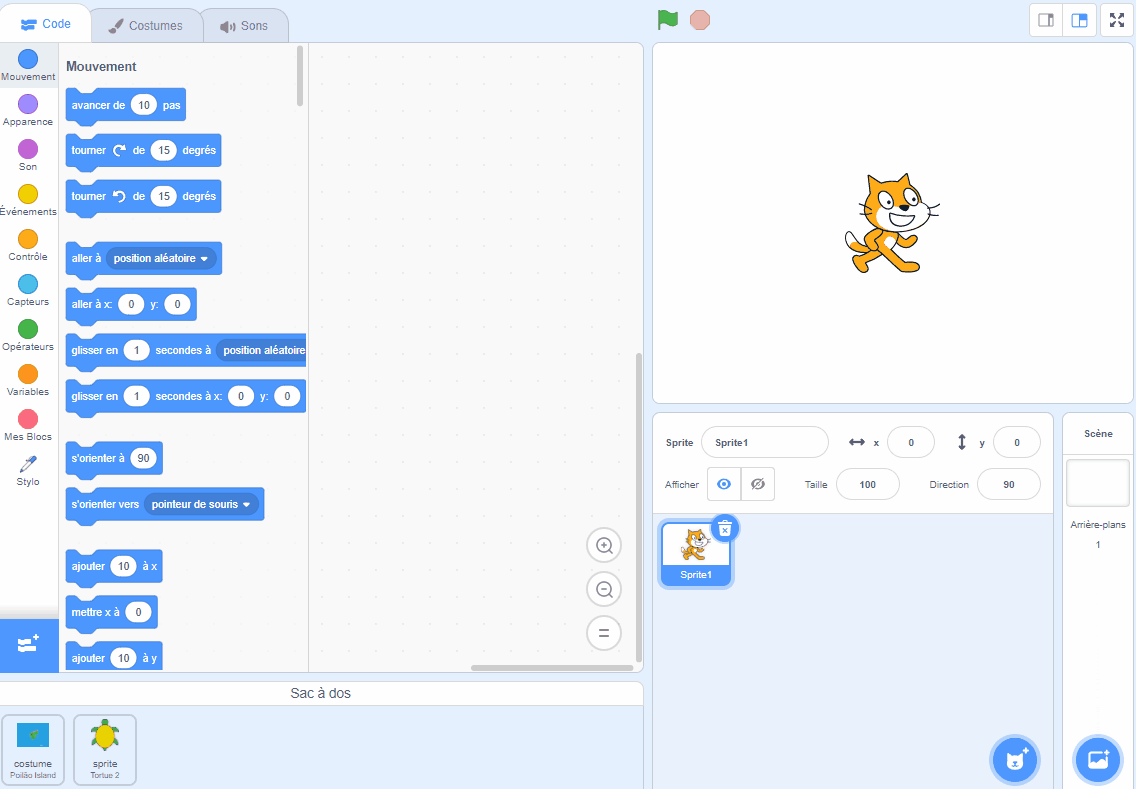 Code
Costumes
Sons
Mouvement
Apparence
Son
Événements
Contrôle
Capteurs
Opérateurs
Variables
Mes Blocs
Stylo
Mouvement
avancer de 10 pas
tourner de 15 degrés
tourner de 15 degrés
aller à position aléatoire
aller à x: 0 y: 0
glisser en 1 secondes à position aléatoire
glisser en 1 secondes à x: 0 y: 0
s'orienter à 90
s'orienter vers pointeur de souris
ajouter 10 à x
mettre x à 0
ajouter 10 à y
Sprite Sprite1 x 0 y 0
Afficher Taille 100 Direction 90
Sprite1
Scène
Arrière-plans
1
Sac à dos
costume
Poilão Island
sprite
Tortue 2